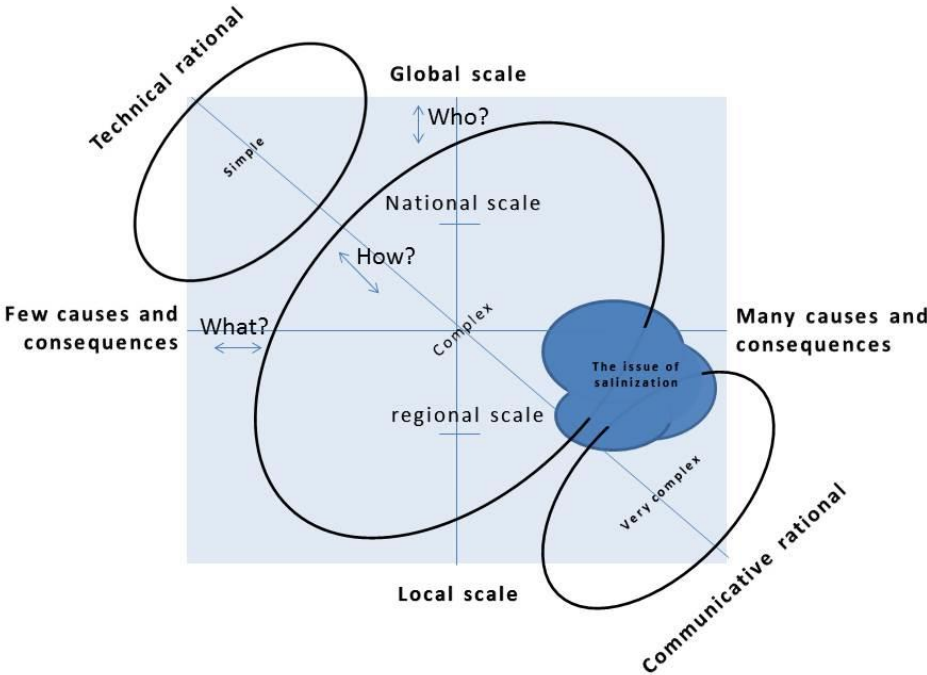 Technical rational
Global scale
Who?
Simple
National scale
How?
Few causes and
consequences
What?
Complex
Many causes and
consequences
The issue of
salinization
regional scale
Very complex
Local scale
Communicative rational